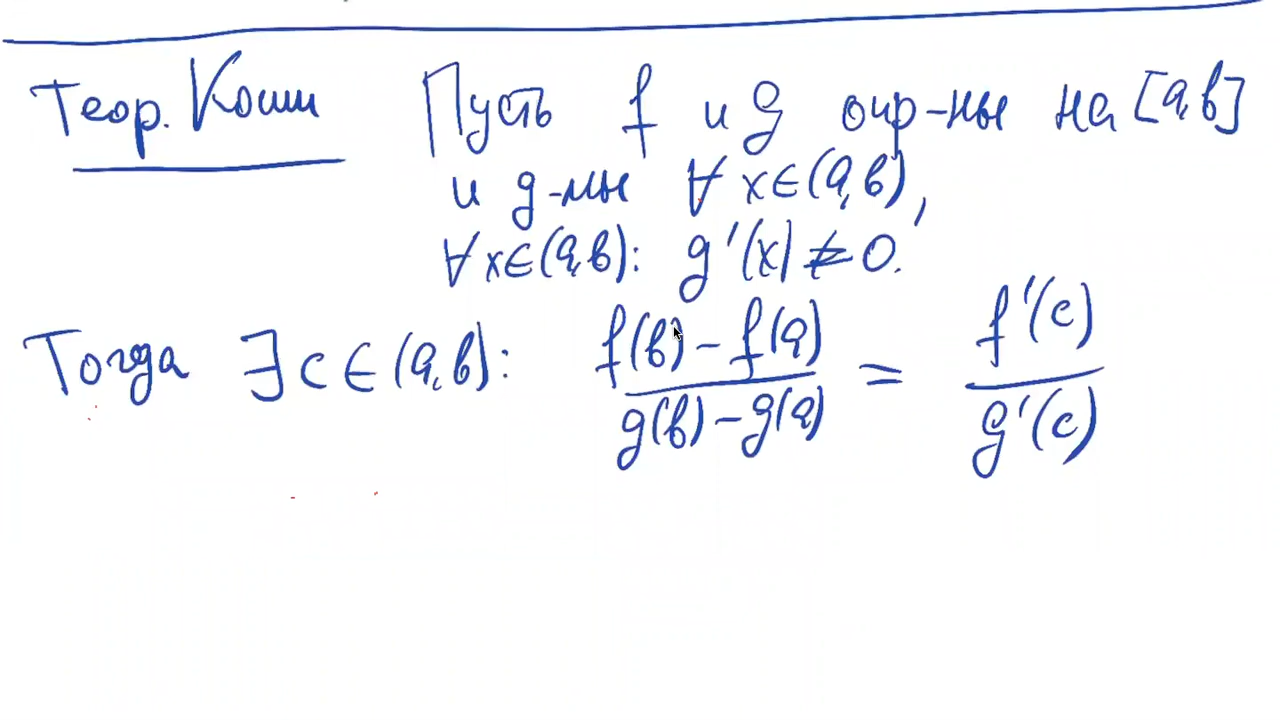 Теор. Коши Пусть f и g опр-ны на [a,b]
и д-мы ∀ x∈(a,b),
∀ x∈(a,b): g'(x) ≠ 0.
Тогда ∃ c ∈ (a,b): (f(b) - f(a))/(g(b) - g(a)) = f'(c)/g'(c)